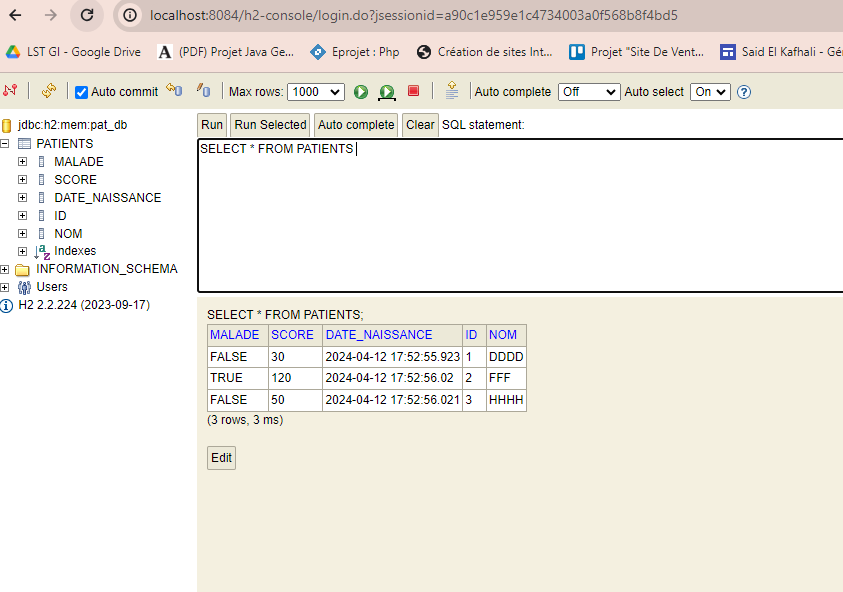 localhost:8084/h2-console/login.do?jsessionid=a90c1e959e1c4734003a0f568b8f4bd5
LST GI - Google Drive (PDF) Projet Java Ge... Eprojet : Php Création de sites Int... Projet "Site De Vent... Said El Kafhali - Gé
Auto commit Max rows: 1000 Auto complete Off Auto select On
jdbc:h2:mem:pat_db
PATIENTS
MALADE
SCORE
DATE_NAISSANCE
ID
NOM
Indexes
INFORMATION_SCHEMA
Users
H2 2.2.224 (2023-09-17)
Run Run Selected Auto complete Clear SQL statement:
SELECT * FROM PATIENTS
SELECT * FROM PATIENTS;
MALADE SCORE DATE_NAISSANCE ID NOM
FALSE 30 2024-04-12 17:52:55.923 1 DDDD
TRUE 120 2024-04-12 17:52:56.02 2 FFF
FALSE 50 2024-04-12 17:52:56.021 3 HHHH
(3 rows, 3 ms)
Edit